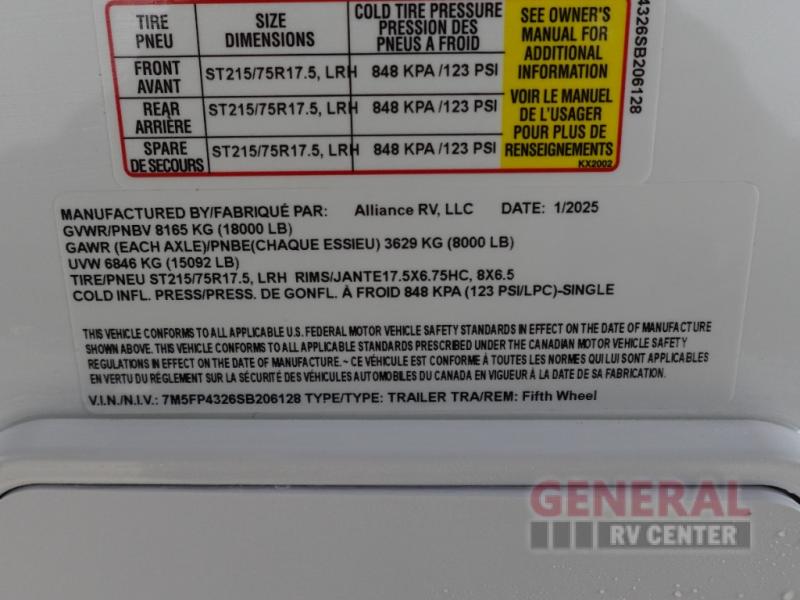 TIRE
PNEU
SIZE
DIMENSIONS
COLD TIRE PRESSURE
PRESSION DES
PNEUS A FROID
FRONT
AVANT
ST215/75R17.5, LRH
848 KPA /123 PSI
REAR
ARRIÈRE
ST215/75R17.5, LRH
848 KPA /123 PSI
SPARE
DE SECOURS
ST215/75R17.5, LRH
848 KPA /123 PSI
SEE OWNER'S
MANUAL FOR
ADDITIONAL
INFORMATION
VOIR LE MANUEL
DE L'USAGER
POUR PLUS DE
RENSEIGNEMENTS
KX2002
4326SB206128
MANUFACTURED BY/FABRIQUÉ PAR: Alliance RV, LLC DATE: 1/2025
GVWR/PNBV 8165 KG (18000 LB)
GAWR (EACH AXLE)/PNBE(CHAQUE ESSIEU) 3629 KG (8000 LB)
UVW 6846 KG (15092 LB)
TIRE/PNEU ST215/75R17.5, LRH RIMS/JANTE17.5X6.75HC, 8X6.5
COLD INFL. PRESS/PRESS. DE GONFL. À FROID 848 KPA (123 PSI/LPC)-SINGLE
THIS VEHICLE CONFORMS TO ALL APPLICABLE U.S. FEDERAL MOTOR VEHICLE SAFETY STANDARDS IN EFFECT ON THE DATE OF MANUFACTURE
SHOWN ABOVE. THIS VEHICLE CONFORMS TO ALL APPLICABLE STANDARDS PRESCRIBED UNDER THE CANADIAN MOTOR VEHICLE SAFETY
REGULATIONS IN EFFECT ON THE DATE OF MANUFACTURE. ~ CE VÉHICULE EST CONFORME À TOUTES LES NORMES QUI LUI SONT APPLICABLES
EN VERTU DU RÈGLEMENT SUR LA SÉCURITÉ DES VÉHICULES AUTOMOBILES DU CANADA EN VIGUEUR À LA DATE DE SA FABRICATION.
V.I.N./N.I.V.: 7M5FP4326SB206128 TYPE/TYPE: TRAILER TRA/REM: Fifth Wheel
GENERAL
RV CENTER